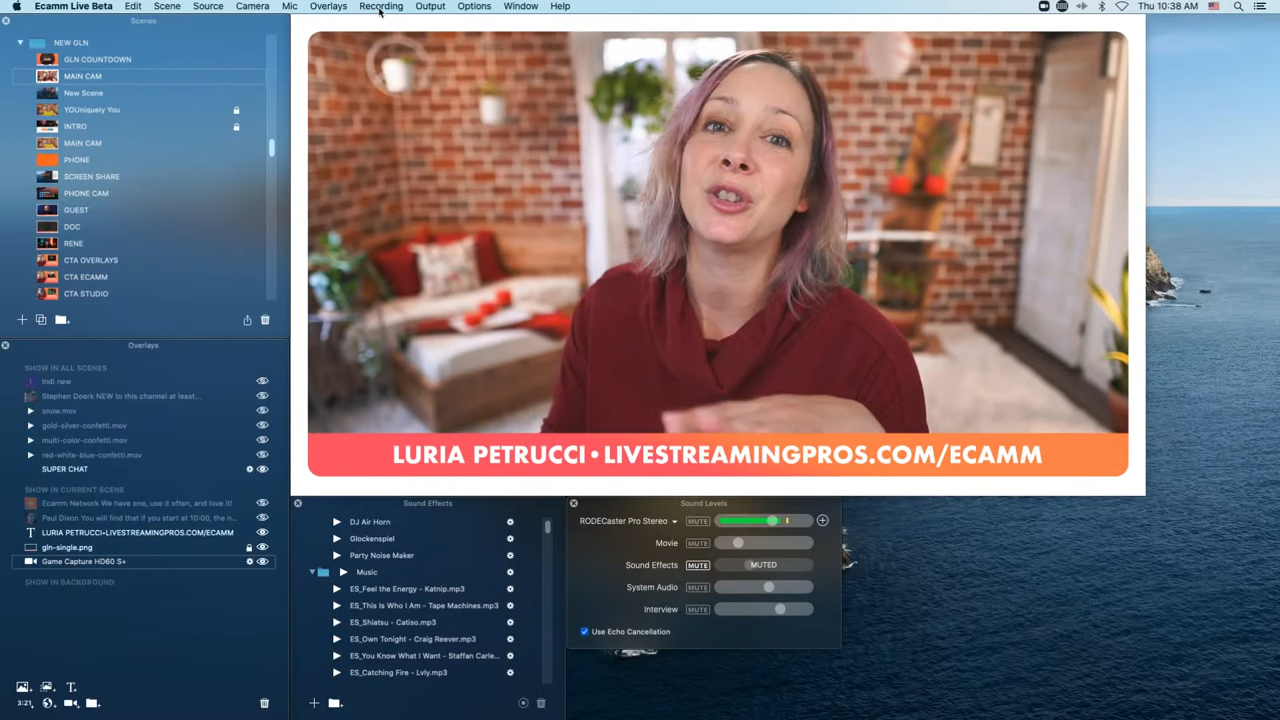 Ecamm Live Beta Edit Scene Source Camera Mic Overlays Recording Output Options Window Help
Thu 10:38 AM
Scenes
NEW GLN
GLN COUNTDOWN
MAIN CAM
New Scene
YOUniquely You
INTRO
MAIN CAM
PHONE
SCREEN SHARE
PHONE CAM
GUEST
DOC
RENE
CTA OVERLAYS
CTA ECAMM
CTA STUDIO
Overlays
SHOW IN ALL SCENES
Indi new
Stephen Doerk NEW to this channel at least...
snow.mov
gold-silver-confetti.mov
multi-color-confetti.mov
red-white-blue-confetti.mov
SUPER CHAT
SHOW IN CURRENT SCENE
Ecamm Network We have one, use it often, and love it!
Paul Dixon You will find that if you start at 10:00, the n...
LURIA PETRUCCI•LIVESTREAMINGPROS.COM/ECAMM
gln-single.png
Game Capture HD60 S+
SHOW IN BACKGROUND
3:21
LURIA PETRUCCI•LIVESTREAMINGPROS.COM/ECAMM
Sound Effects
DJ Air Horn
Glockenspiel
Party Noise Maker
Music
ES_Feel the Energy - Katnip.mp3
ES_This Is Who I Am - Tape Machines.mp3
ES_Shiatsu - Catiso.mp3
ES_Own Tonight - Craig Reever.mp3
ES_You Know What I Want - Staffan Carle...
ES_Catching Fire - Lvly.mp3
Sound Levels
RODECaster Pro Stereo MUTE
Movie MUTE
Sound Effects MUTE MUTED
System Audio MUTE
Interview MUTE
Use Echo Cancellation